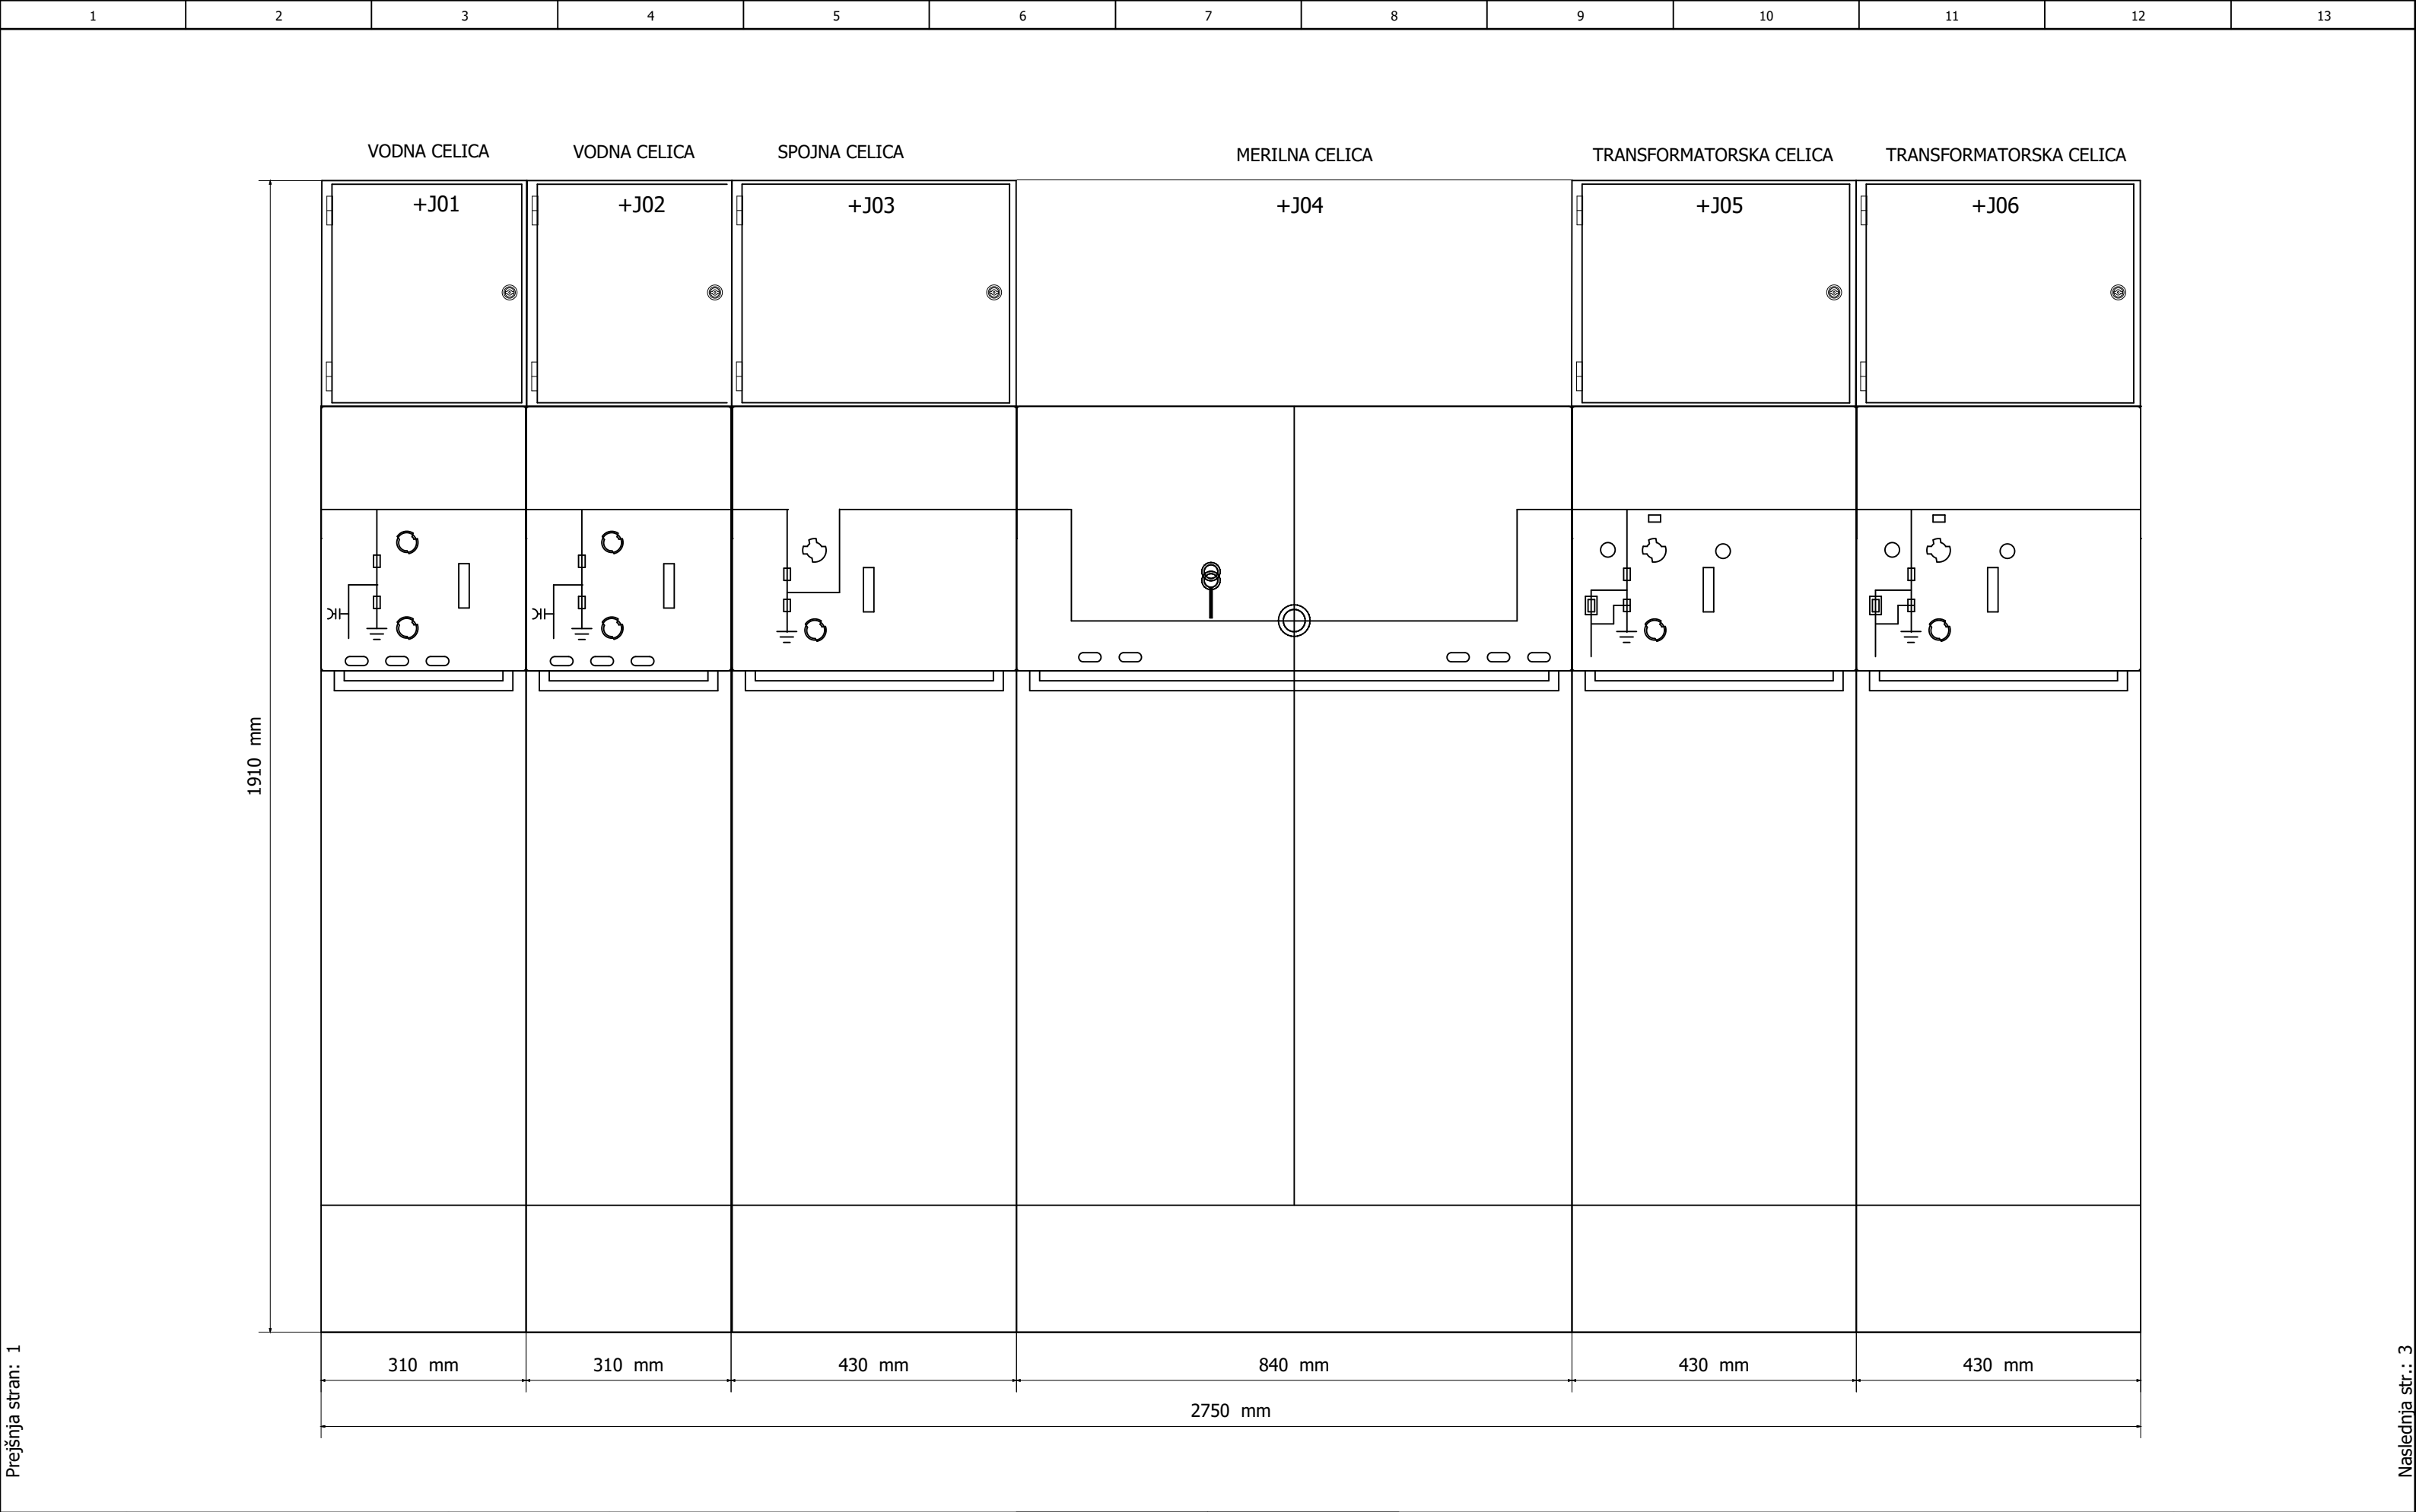 1 2 3 4 5 6 7 8 9 10 11 12 13
VODNA CELICA VODNA CELICA SPOJNA CELICA MERILNA CELICA TRANSFORMATORSKA CELICA TRANSFORMATORSKA CELICA
+J01 +J02 +J03 +J04 +J05 +J06
1910 mm
310 mm 310 mm 430 mm 840 mm 430 mm 430 mm
2750 mm
Prejšnja stran: 1
Naslednja str.: 3